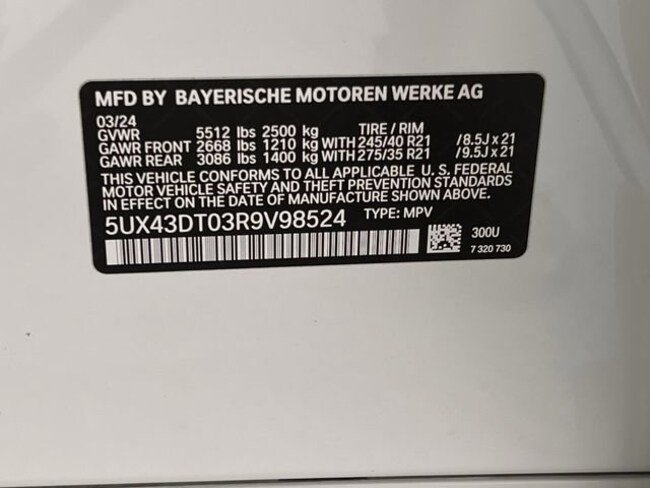 MFD BY BAYERISCHE MOTOREN WERKE AG
03/24
GVWR 5512 lbs 2500 kg TIRE / RIM
GAWR FRONT 2668 lbs 1210 kg WITH 245/40 R21 /8.5J x 21
GAWR REAR 3086 lbs 1400 kg WITH 275/35 R21 /9.5J x 21
THIS VEHICLE CONFORMS TO ALL APPLICABLE U. S. FEDERAL
MOTOR VEHICLE SAFETY AND THEFT PREVENTION STANDARDS
IN EFFECT ON THE DATE OF MANUFACTURE SHOWN ABOVE.
5UX43DT03R9V98524 TYPE: MPV
300U
7 320 730